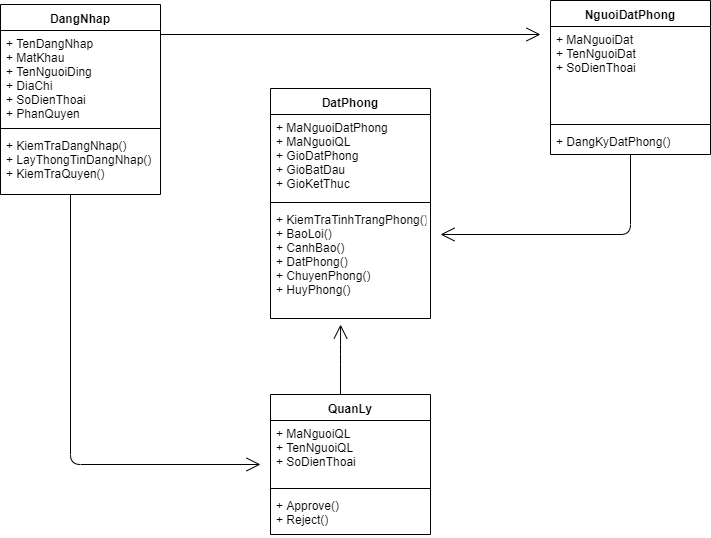 DangNhap
+ TenDangNhap
+ MatKhau
+ TenNguoiDing
+ DiaChi
+ SoDienThoai
+ PhanQuyen
+ KiemTraDangNhap()
+ LayThongTinDangNhap()
+ KiemTraQuyen()
NguoiDatPhong
+ MaNguoiDat
+ TenNguoiDat
+ SoDienThoai
+ DangKyDatPhong()
DatPhong
+ MaNguoiDatPhong
+ MaNguoiQL
+ GioDatPhong
+ GioBatDau
+ GioKetThuc
+ KiemTraTinhTrangPhong()
+ BaoLoi()
+ CanhBao()
+ DatPhong()
+ ChuyenPhong()
+ HuyPhong()
QuanLy
+ MaNguoiQL
+ TenNguoiQL
+ SoDienThoai
+ Approve()
+ Reject()